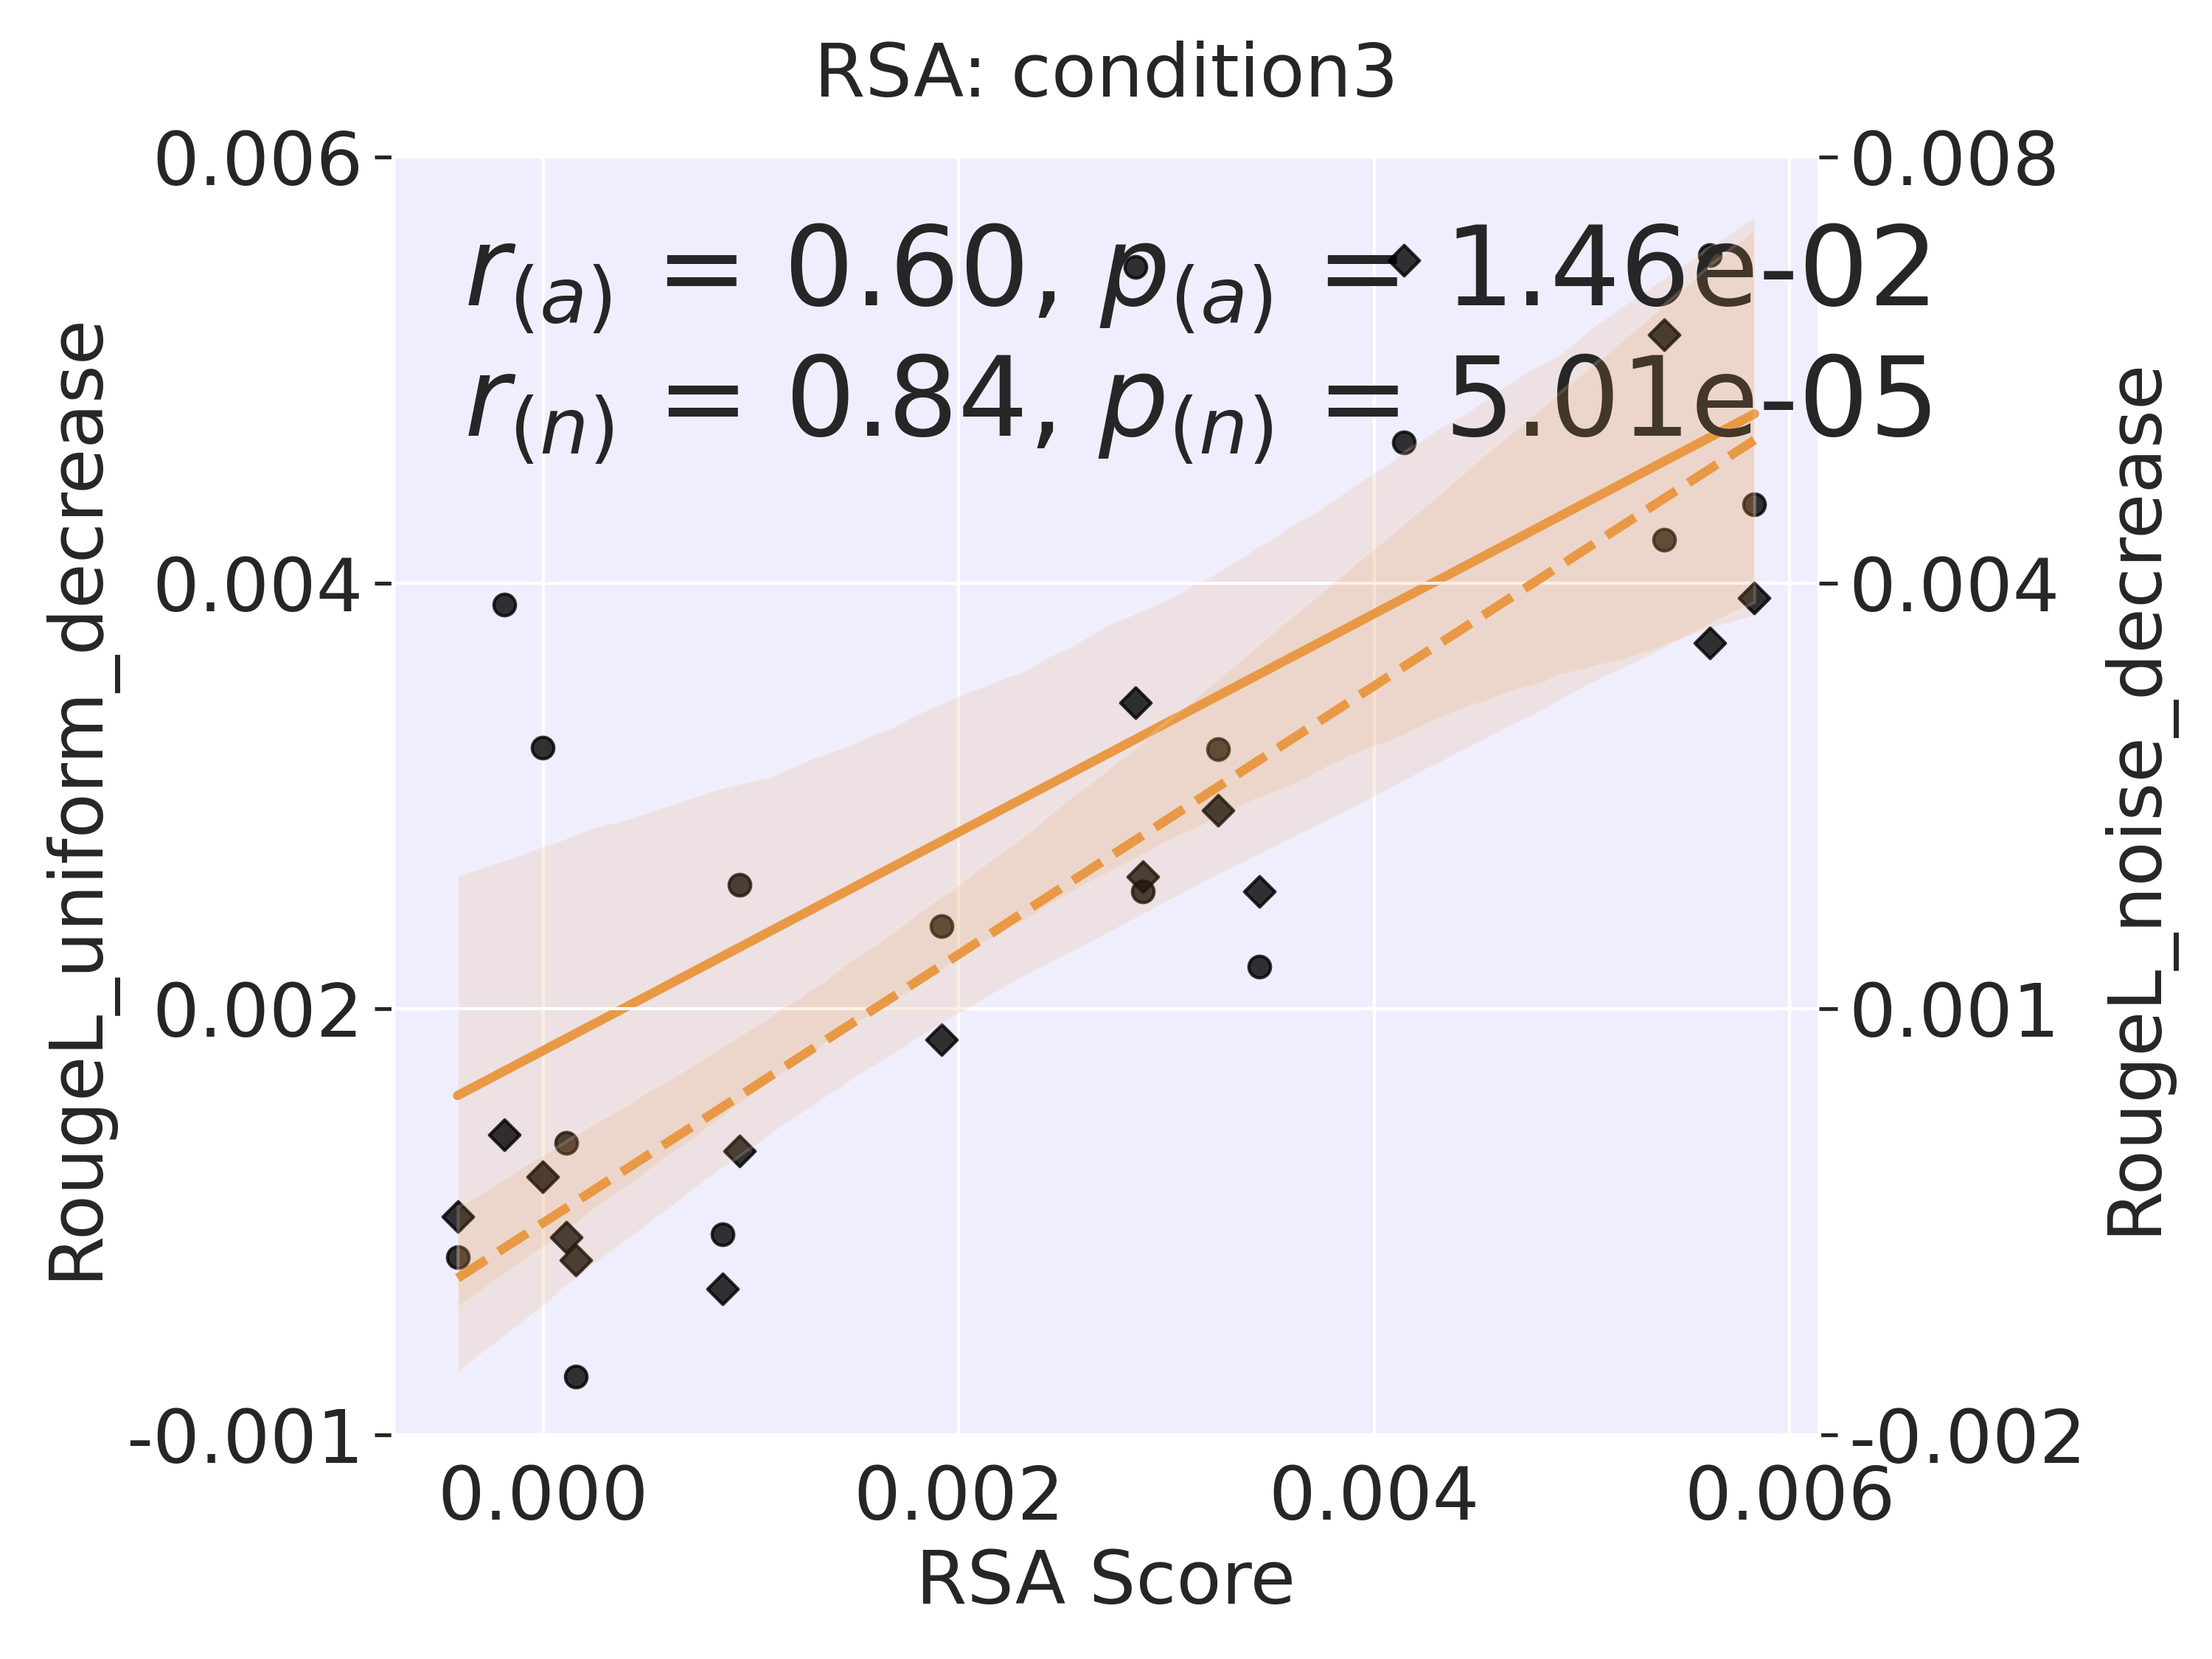 RSA: condition3
0.006
0.004
0.002
-0.001
RougeL_uniform_decrease
r(a) = 0.60, p(a) = 1.46e-02
r(n) = 0.84, p(n) = 5.01e-05
0.008
0.004
0.001
-0.002
RougeL_noise_decrease
0.000 0.002 0.004 0.006
RSA Score